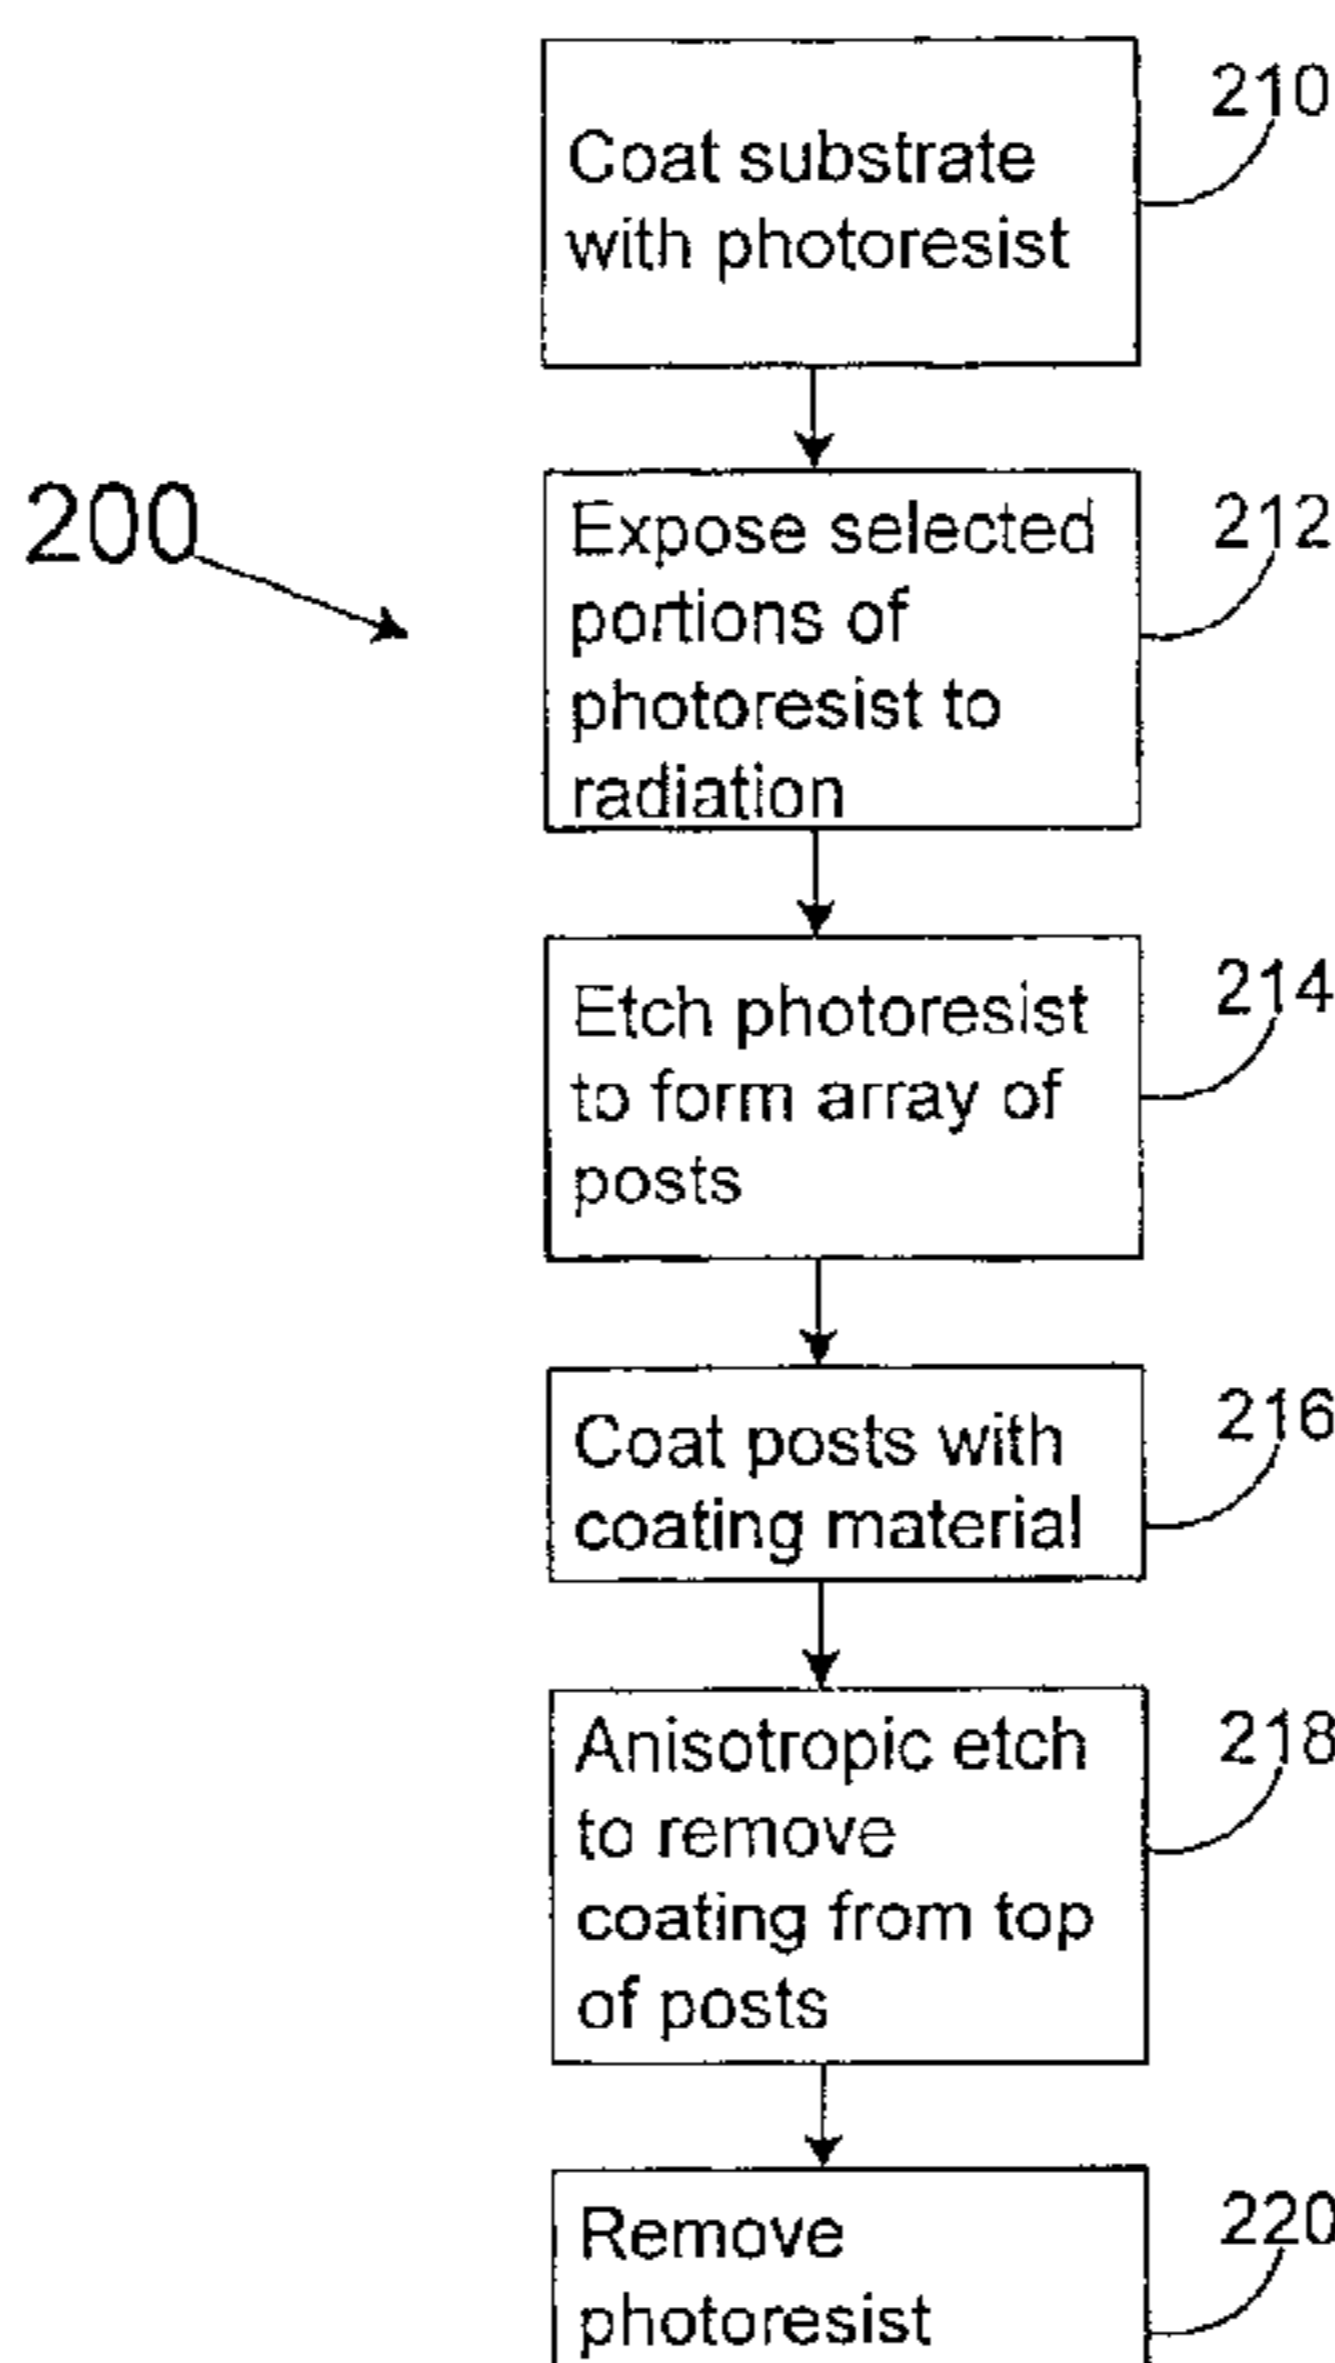 210
Coat substrate
with photoresist
200
212
Expose selected
portions of
photoresist to
radiation
214
Etch photoresist
to form array of
posts
216
Coat posts with
coating material
218
Anisotropic etch
to remove
coating from top
of posts
220
Remove
photoresist